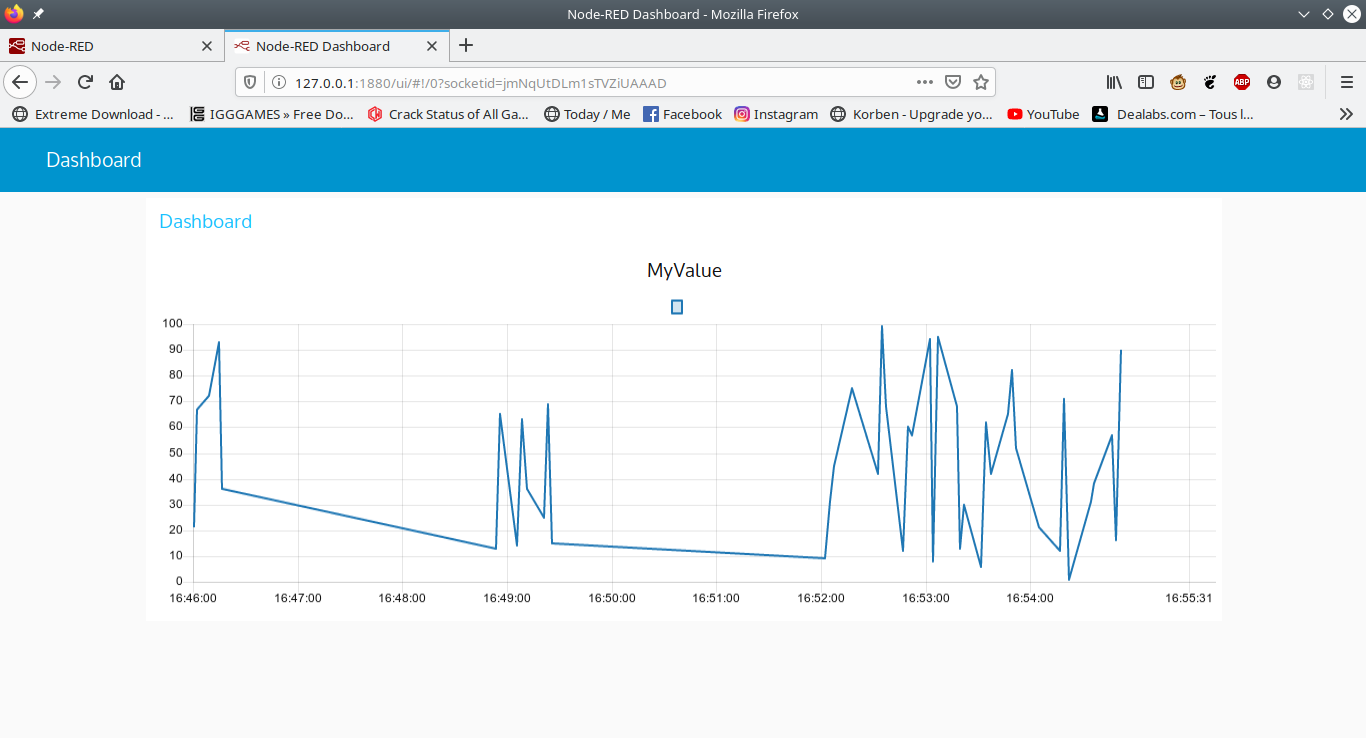 Node-RED Dashboard - Mozilla Firefox
Node-RED
Node-RED Dashboard
127.0.0.1:1880/ui/#!/0?socketid=jmNqUtDLm1sTVZiUAAAD
ABP
Extreme Download - ... IGGGAMES » Free Do... Crack Status of All Ga... Today / Me Facebook Instagram Korben - Upgrade yo... YouTube Dealabs.com – Tous l...
Dashboard
Dashboard
MyValue
100
90
80
70
60
50
40
30
20
10
0
16:46:00 16:47:00 16:48:00 16:49:00 16:50:00 16:51:00 16:52:00 16:53:00 16:54:00 16:55:31